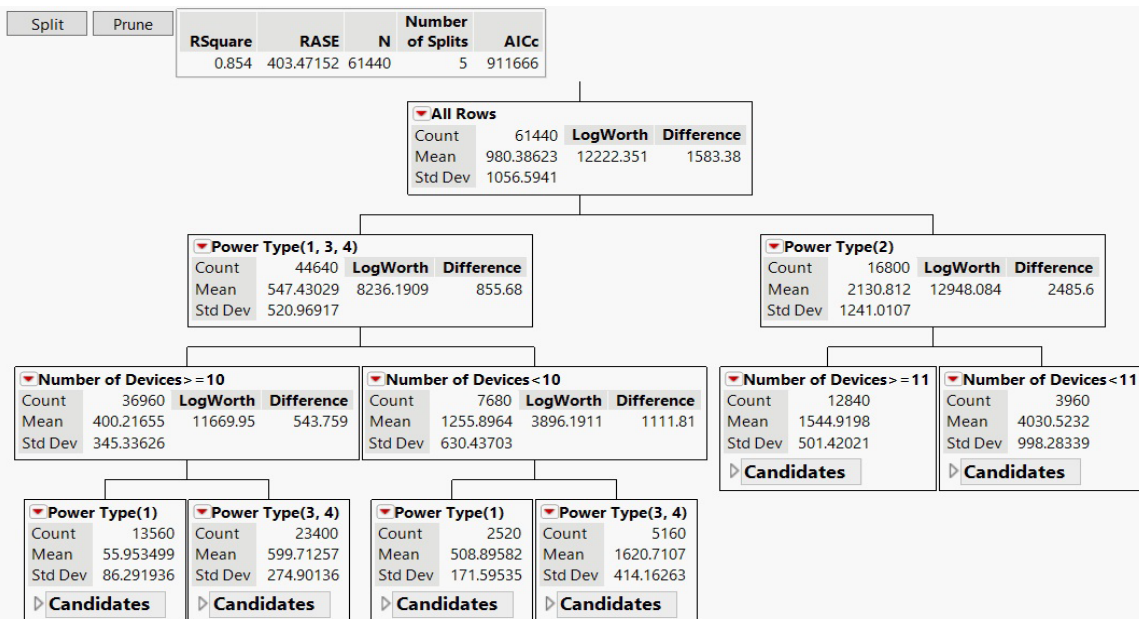 Split Prune
Number
RSquare RASE N of Splits AICc
0.854 403.47152 61440 5 911666
All Rows
Count 61440 LogWorth Difference
Mean 980.38623 12222.351 1583.38
Std Dev 1056.5941
Power Type(1, 3, 4)
Count 44640 LogWorth Difference
Mean 547.43029 8236.1909 855.68
Std Dev 520.96917
Power Type(2)
Count 16800 LogWorth Difference
Mean 2130.812 12948.084 2485.6
Std Dev 1241.0107
Number of Devices>=10
Count 36960 LogWorth Difference
Mean 400.21655 11669.95 543.759
Std Dev 345.33626
Number of Devices<10
Count 7680 LogWorth Difference
Mean 1255.8964 3896.1911 1111.81
Std Dev 630.43703
Number of Devices>=11
Count 12840
Mean 1544.9198
Std Dev 501.42021
Candidates
Number of Devices<11
Count 3960
Mean 4030.5232
Std Dev 998.28339
Candidates
Power Type(1)
Count 13560
Mean 55.953499
Std Dev 86.291936
Candidates
Power Type(3, 4)
Count 23400
Mean 599.71257
Std Dev 274.90136
Candidates
Power Type(1)
Count 2520
Mean 508.89582
Std Dev 171.59535
Candidates
Power Type(3, 4)
Count 5160
Mean 1620.7107
Std Dev 414.16263
Candidates